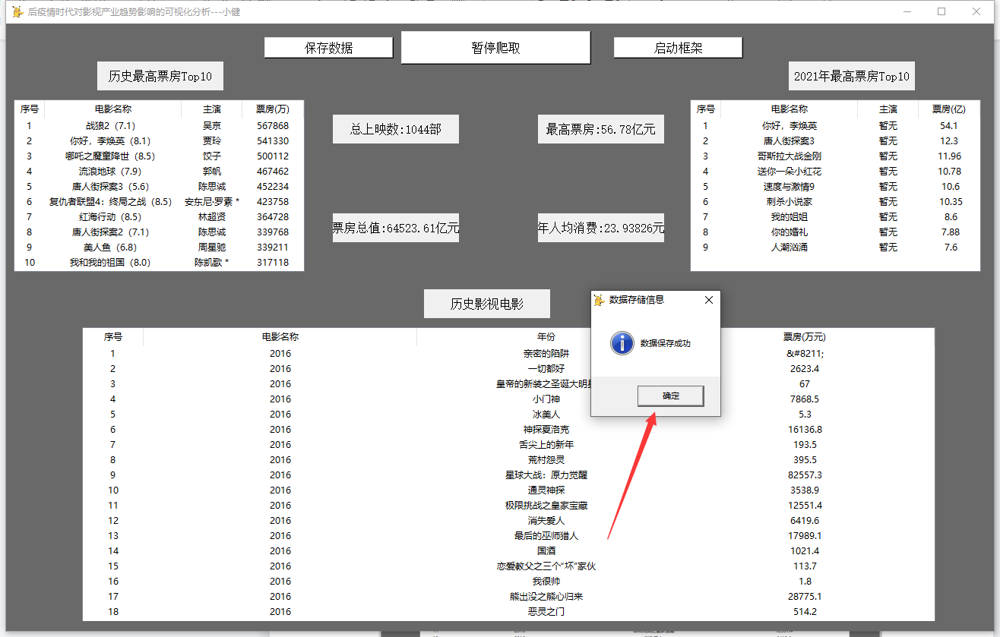 后疫情时代对影视产业趋势影响的可视化分析---小健
保存数据 暂停爬取 启动框架
历史最高票房Top10
序号 电影名称 主演 票房(万)
1 战狼2（7.1） 吴京 567868
2 你好，李焕英（8.1） 贾玲 541330
3 哪吒之魔童降世（8.5） 饺子 500112
4 流浪地球（7.9） 郭帆 467462
5 唐人街探案3（5.6） 陈思诚 452234
6 复仇者联盟4：终局之战（8.5） 安东尼·罗素 * 423758
7 红海行动（8.5） 林超贤 364728
8 唐人街探案2（7.1） 陈思诚 339768
9 美人鱼（6.8） 周星驰 339211
10 我和我的祖国（8.0） 陈凯歌 * 317118
总上映数:1044部
最高票房:56.78亿元
票房总值:64523.61亿元
年人均消费:23.93826元
2021年最高票房Top10
序号 电影名称 主演 票房(亿)
1 你好，李焕英 暂无 54.1
2 唐人街探案3 暂无 12.3
3 哥斯拉大战金刚 暂无 11.96
4 送你一朵小红花 暂无 10.78
5 速度与激情9 暂无 10.6
6 刺杀小说家 暂无 10.35
7 我的姐姐 暂无 8.6
8 你的婚礼 暂无 7.88
9 人潮汹涌 暂无 7.6
历史影视电影
序号 电影名称 年份 票房(万元)
1 2016 亲密的陷阱 &#8211;
2 2016 一切都好 2623.4
3 2016 皇帝的新装之圣诞大明 67
4 2016 小门神 7868.5
5 2016 冰美人 5.3
6 2016 神探夏洛克 16136.8
7 2016 舌尖上的新年 193.5
8 2016 荒村怨灵 395.5
9 2016 星球大战：原力觉醒 82557.3
10 2016 通灵神探 3538.9
11 2016 极限挑战之皇家宝藏 12551.4
12 2016 消失爱人 6419.6
13 2016 最后的巫师猎人 17989.1
14 2016 国酒 1021.4
15 2016 恋爱教父之三个“坏”家伙 113.7
16 2016 我很帅 1.8
17 2016 熊出没之熊心归来 28775.1
18 2016 恶灵之门 514.2
数据存储信息
数据保存成功
确定